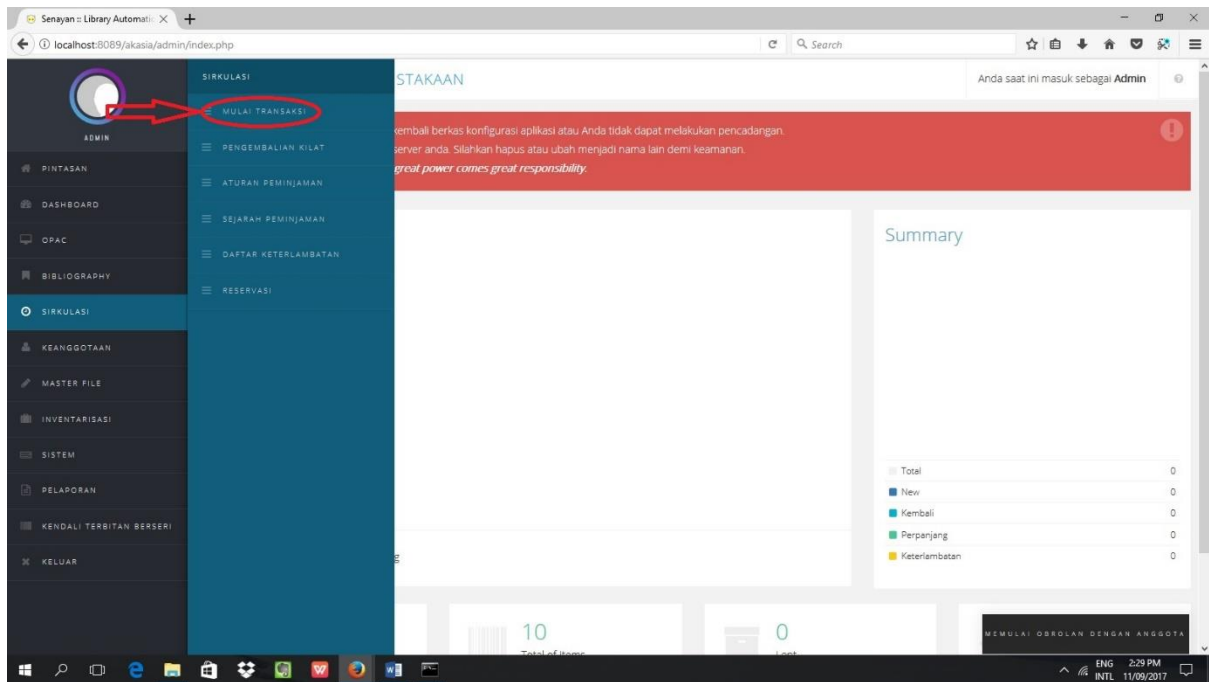 Senayan :: Library Automatic
localhost:8089/akasia/admin/index.php
Search
ADMIN
PINTASAN
DASHBOARD
OPAC
BIBLIOGRAPHY
SIRKULASI
KEANGGOTAAN
MASTER FILE
INVENTARISASI
SISTEM
PELAPORAN
KENDALI TERBITAN BERSERI
KELUAR
SIRKULASI
MULAI TRANSAKSI
PENGEMBALIAN KILAT
ATURAN PEMINJAMAN
SEJARAH PEMINJAMAN
DAFTAR KETERLAMBATAN
RESERVASI
STAKAAN
Anda saat ini masuk sebagai Admin
kembali berkas konfigurasi aplikasi atau Anda tidak dapat melakukan pencadangan.
server anda. Silahkan hapus atau ubah menjadi nama lain demi keamanan.
great power comes great responsibility.
Summary
Total 0
New 0
Kembali 0
Perpanjang 0
Keterlambatan 0
g
10
Total of items
0
Lent
MEMULAI OBROLAN DENGAN ANGGOTA
ENG 2:29 PM
INTL 11/09/2017